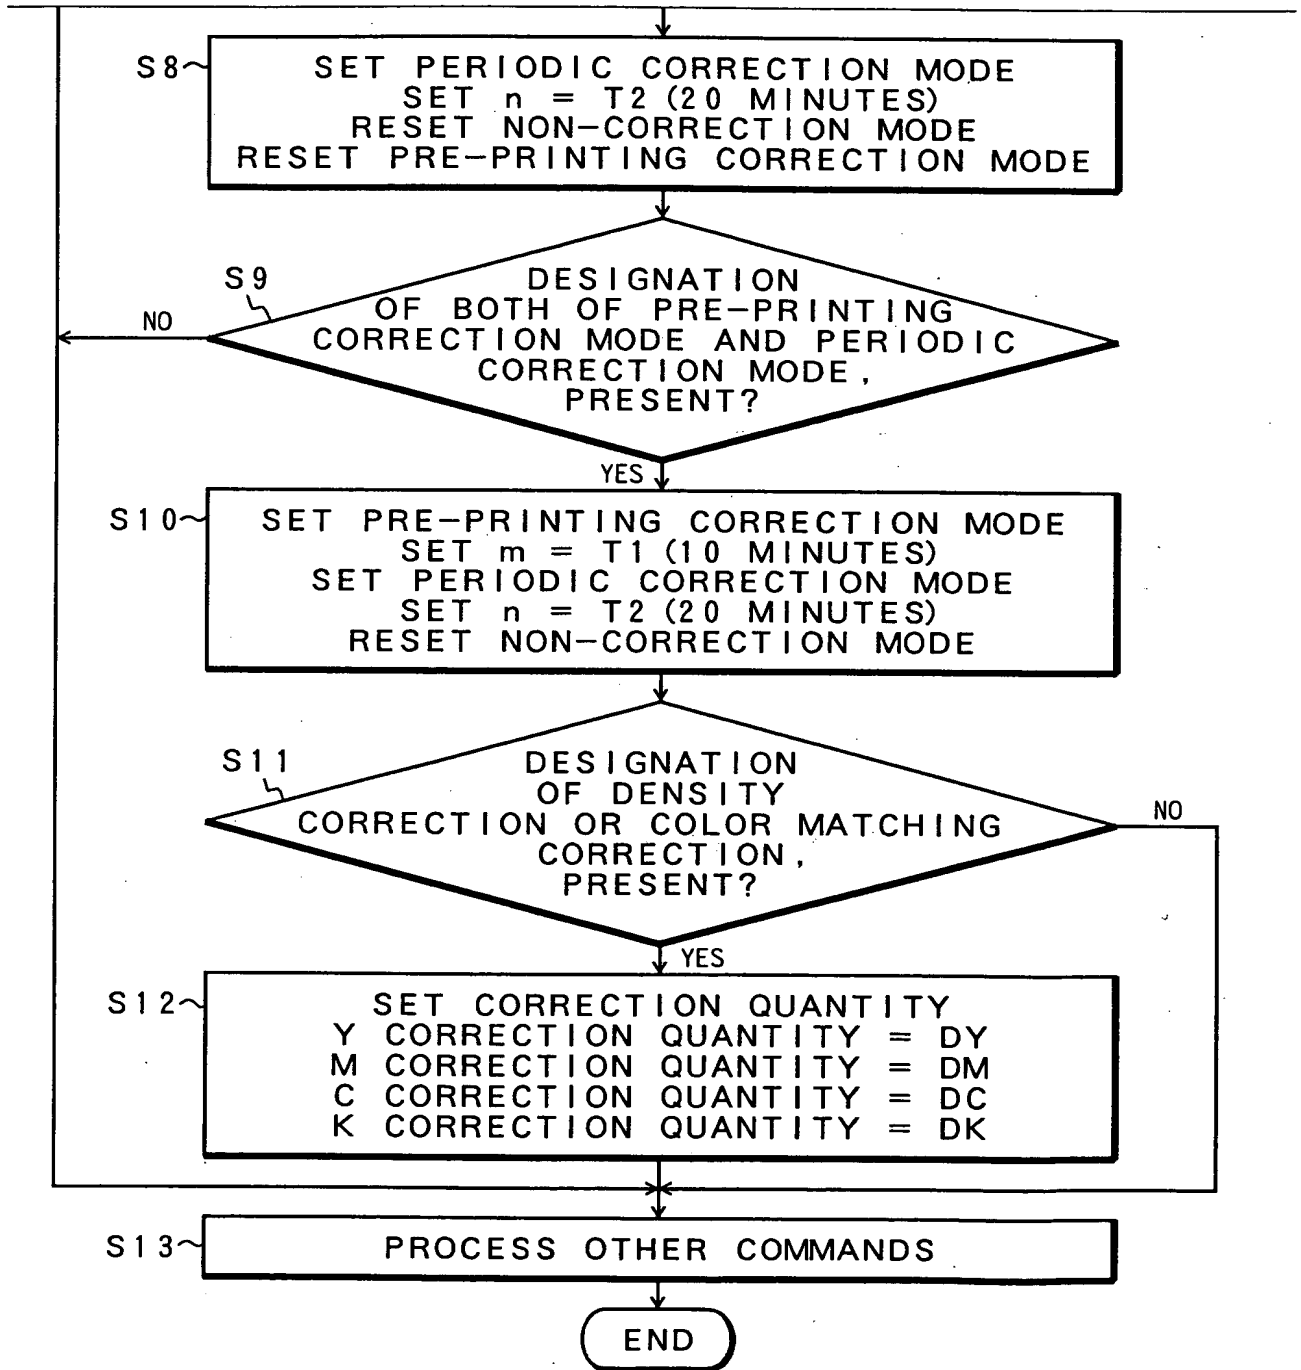 S8
SET PERIODIC CORRECTION MODE
SET n = T2 (20 MINUTES)
RESET NON-CORRECTION MODE
RESET PRE-PRINTING CORRECTION MODE
S9
NO
DESIGNATION
OF BOTH OF PRE-PRINTING
CORRECTION MODE AND PERIODIC
CORRECTION MODE,
PRESENT?
YES
S10
SET PRE-PRINTING CORRECTION MODE
SET m = T1 (10 MINUTES)
SET PERIODIC CORRECTION MODE
SET n = T2 (20 MINUTES)
RESET NON-CORRECTION MODE
S11
DESIGNATION
OF DENSITY
CORRECTION OR COLOR MATCHING
CORRECTION,
PRESENT?
NO
YES
S12
SET CORRECTION QUANTITY
Y CORRECTION QUANTITY = DY
M CORRECTION QUANTITY = DM
C CORRECTION QUANTITY = DC
K CORRECTION QUANTITY = DK
S13
PROCESS OTHER COMMANDS
END